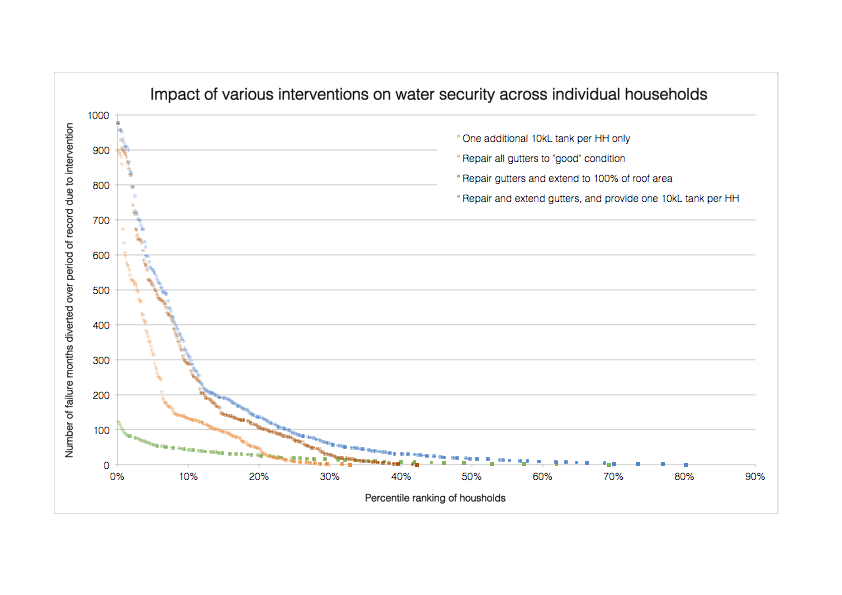 Impact of various interventions on water security across individual households
Number of failure months diverted over period of record due to intervention
1000
900
800
700
600
500
400
300
200
100
0
One additional 10kL tank per HH only
Repair all gutters to "good" condition
Repair gutters and extend to 100% of roof area
Repair and extend gutters, and provide one 10kL tank per HH
0% 10% 20% 30% 40% 50% 60% 70% 80% 90%
Percentile ranking of housholds